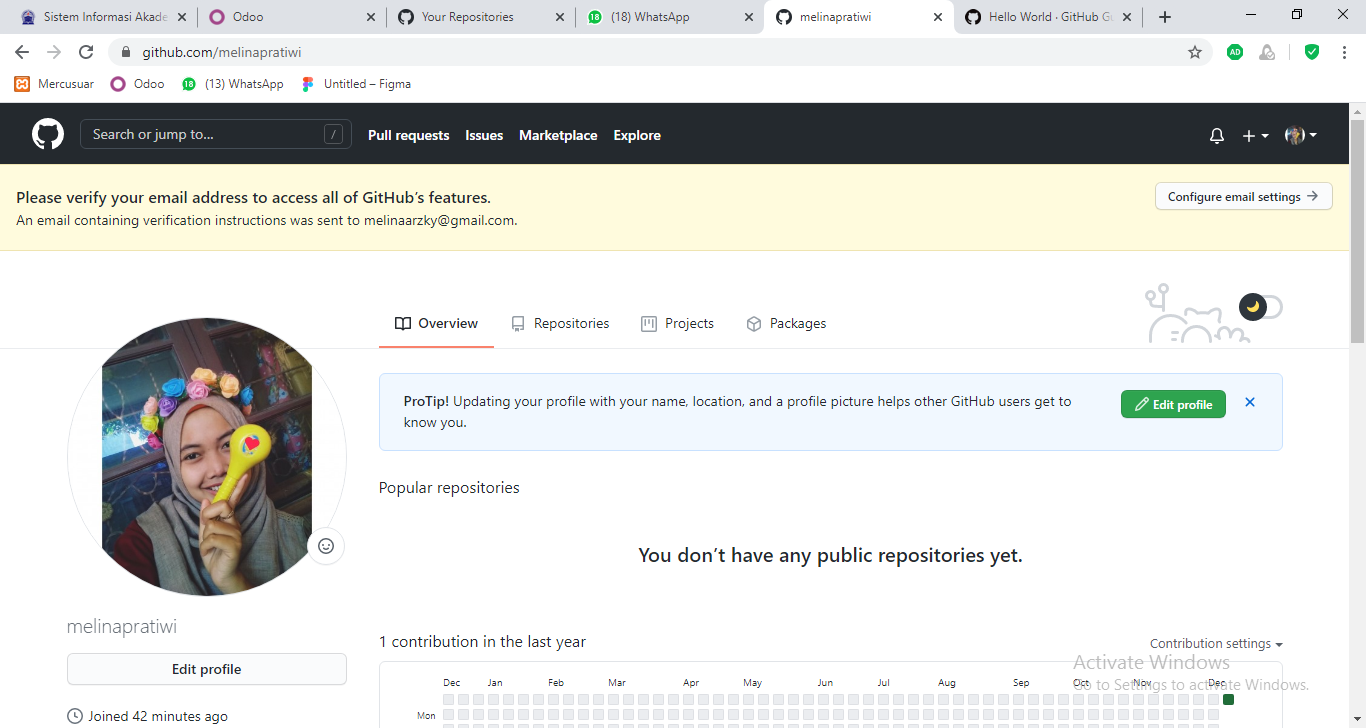 Sistem Informasi Akade
Odoo
Your Repositories
(18) WhatsApp
melinapratiwi
Hello World · GitHub Gu
github.com/melinapratiwi
Mercusuar
Odoo
(13) WhatsApp
Untitled – Figma
Search or jump to...
/
Pull requests
Issues
Marketplace
Explore
Please verify your email address to access all of GitHub's features.
An email containing verification instructions was sent to melinaarzky@gmail.com.
Configure email settings
Overview
Repositories
Projects
Packages
ProTip! Updating your profile with your name, location, and a profile picture helps other GitHub users get to
know you.
Edit profile
Popular repositories
You don't have any public repositories yet.
melinapratiwi
Edit profile
Joined 42 minutes ago
1 contribution in the last year
Contribution settings
Dec Jan Feb Mar Apr May Jun Jul Aug Sep Oct Nov Dec
Mon
Activate Windows
Go to Settings to activate Windows.